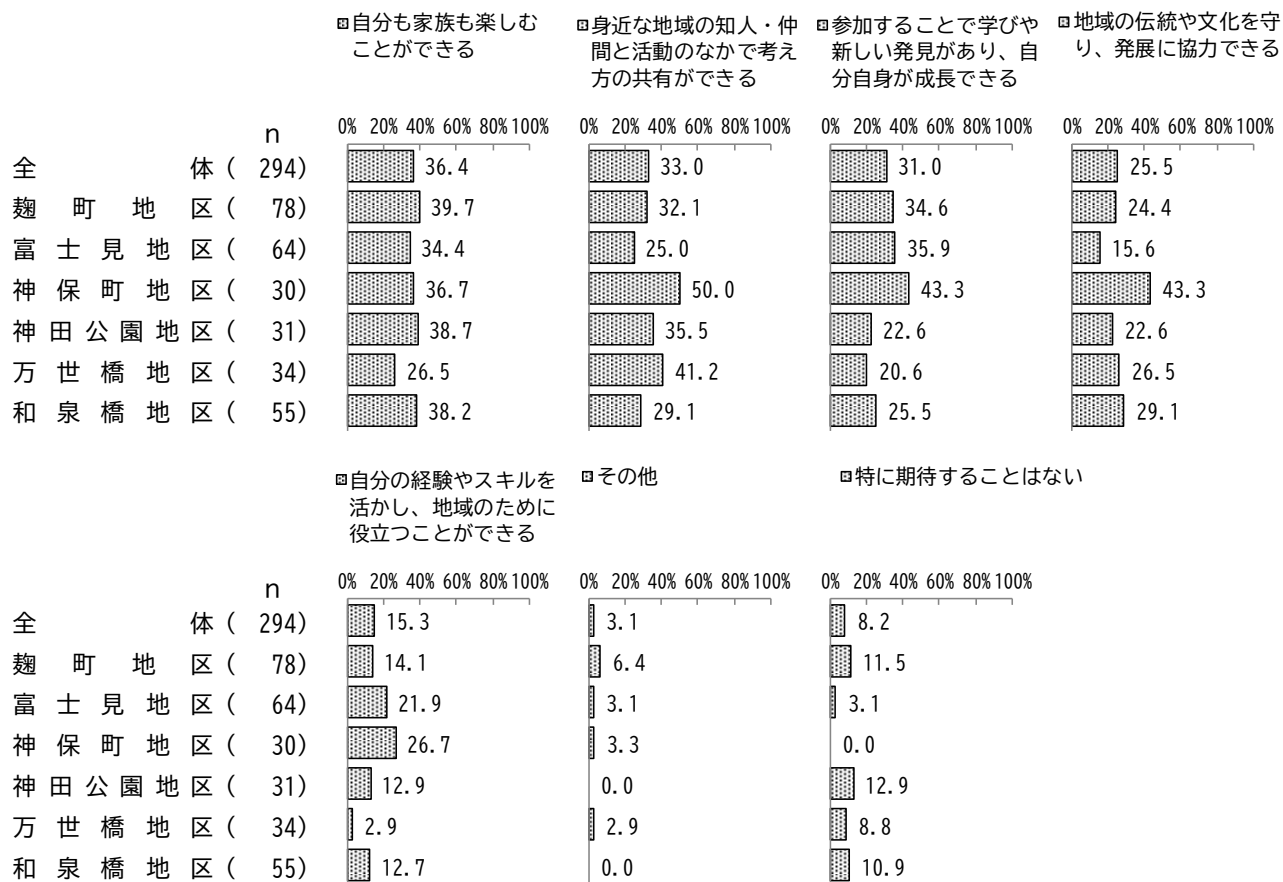 自分も家族も楽しむ
ことができる
身近な地域の知人・仲
間と活動のなかで考え
方の共有ができる
参加することで学びや
新しい発見があり、自
分自身が成長できる
地域の伝統や文化を守
り、発展に協力できる
n 0% 20% 40% 60% 80% 100% 0% 20% 40% 60% 80% 100% 0% 20% 40% 60% 80% 100% 0% 20% 40% 60% 80% 100%
全体( 294) 36.4 33.0 31.0 25.5
麹町地区( 78) 39.7 32.1 34.6 24.4
富士見地区( 64) 34.4 25.0 35.9 15.6
神保町地区( 30) 36.7 50.0 43.3 43.3
神田公園地区( 31) 38.7 35.5 22.6 22.6
万世橋地区( 34) 26.5 41.2 20.6 26.5
和泉橋地区( 55) 38.2 29.1 25.5 29.1
自分の経験やスキルを
活かし、地域のために
役立つことができる
その他
特に期待することはない
n 0% 20% 40% 60% 80% 100% 0% 20% 40% 60% 80% 100% 0% 20% 40% 60% 80% 100%
全体( 294) 15.3 3.1 8.2
麹町地区( 78) 14.1 6.4 11.5
富士見地区( 64) 21.9 3.1 3.1
神保町地区( 30) 26.7 3.3 0.0
神田公園地区( 31) 12.9 0.0 12.9
万世橋地区( 34) 2.9 2.9 8.8
和泉橋地区( 55) 12.7 0.0 10.9